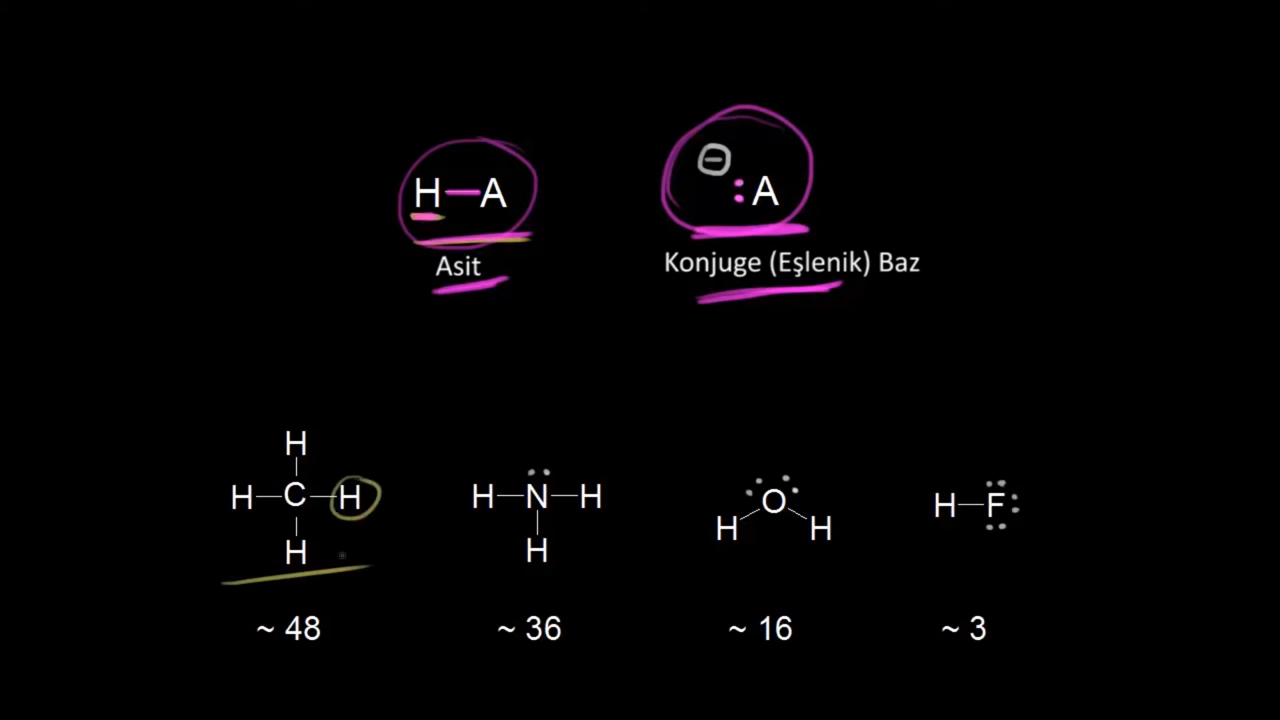 H—A
⊖
:A
Asit
Konjuge (Eşlenik) Baz
H
H—C—H
H
H—N—H
H
O
H H
H—F
~ 48
~ 36
~ 16
~ 3